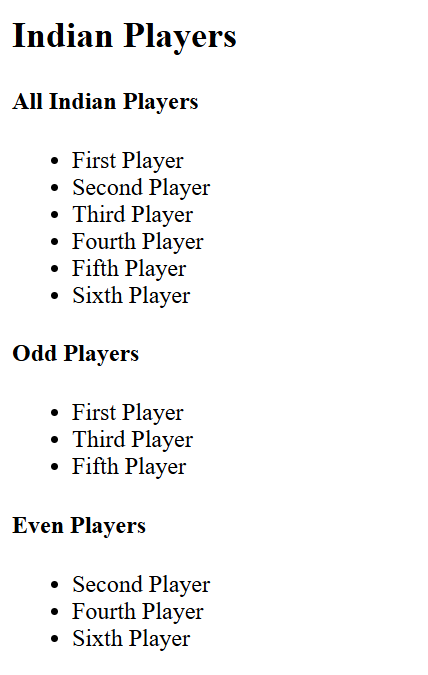 Indian Players
All Indian Players
First Player
Second Player
Third Player
Fourth Player
Fifth Player
Sixth Player
Odd Players
First Player
Third Player
Fifth Player
Even Players
Second Player
Fourth Player
Sixth Player